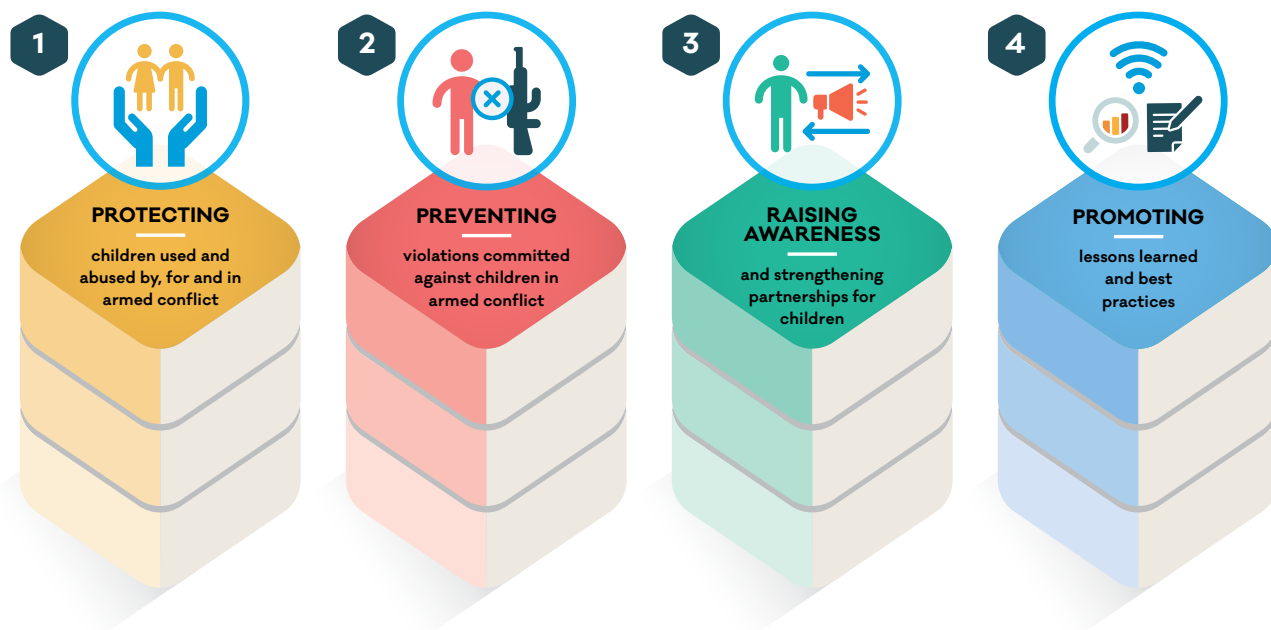 1
PROTECTING
children used and
abused by, for and in
armed conflict
2
PREVENTING
violations committed
against children in
armed conflict
3
RAISING
AWARENESS
and strengthening
partnerships for
children
4
PROMOTING
lessons learned
and best
practices